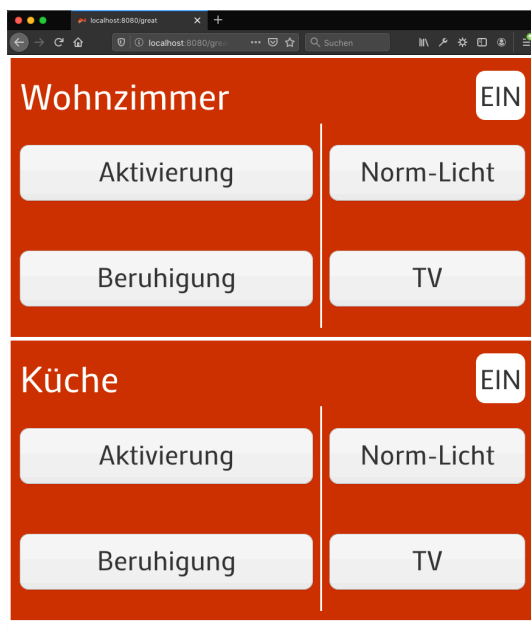 localhost:8080/great
localhost:8080/gre
Suchen
Wohnzimmer
EIN
Aktivierung
Norm-Licht
Beruhigung
TV
Küche
EIN
Aktivierung
Norm-Licht
Beruhigung
TV